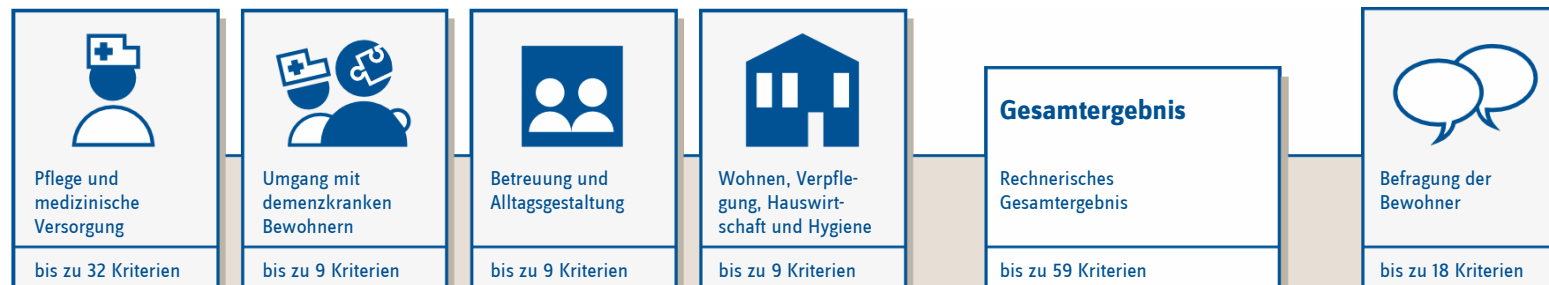 Pflege und
medizinische
Versorgung
bis zu 32 Kriterien
Umgang mit
demenzkranken
Bewohnern
bis zu 9 Kriterien
Betreuung und
Alltagsgestaltung
bis zu 9 Kriterien
Wohnen, Verpfle-
gung, Hauswirt-
schaft und Hygiene
bis zu 9 Kriterien
Gesamtergebnis
Rechnerisches
Gesamtergebnis
bis zu 59 Kriterien
Befragung der
Bewohner
bis zu 18 Kriterien